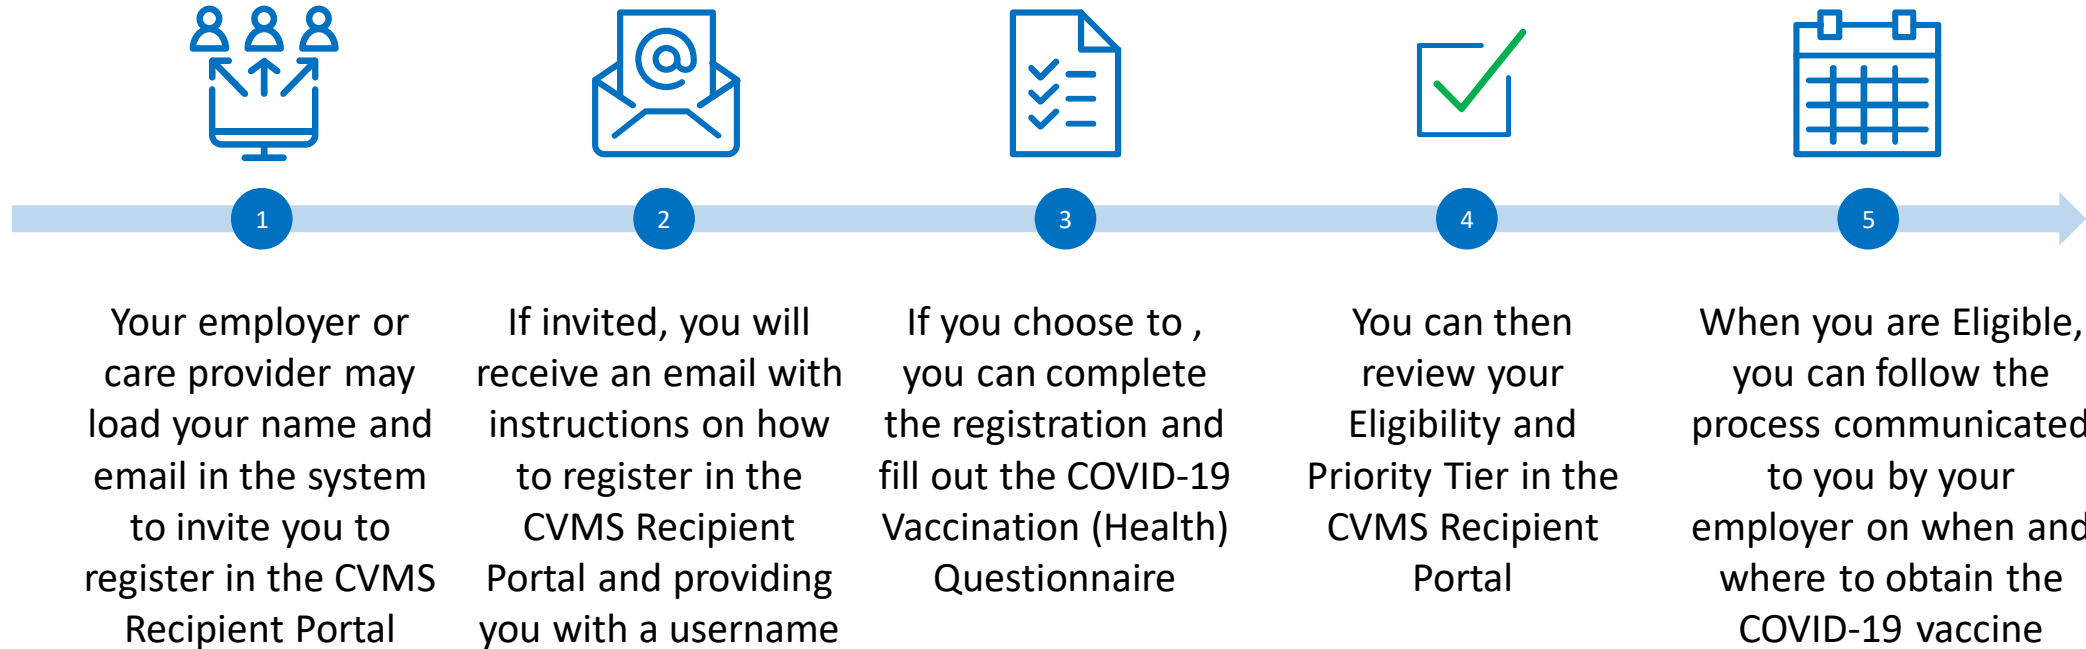 @
1
2
3
4
5
Your employer or
care provider may
load your name and
email in the system
to invite you to
register in the CVMS
Recipient Portal
If invited, you will
receive an email with
instructions on how
to register in the
CVMS Recipient
Portal and providing
you with a username
If you choose to ,
you can complete
the registration and
fill out the COVID-19
Vaccination (Health)
Questionnaire
You can then
review your
Eligibility and
Priority Tier in the
CVMS Recipient
Portal
When you are Eligible,
you can follow the
process communicated
to you by your
employer on when and
where to obtain the
COVID-19 vaccine